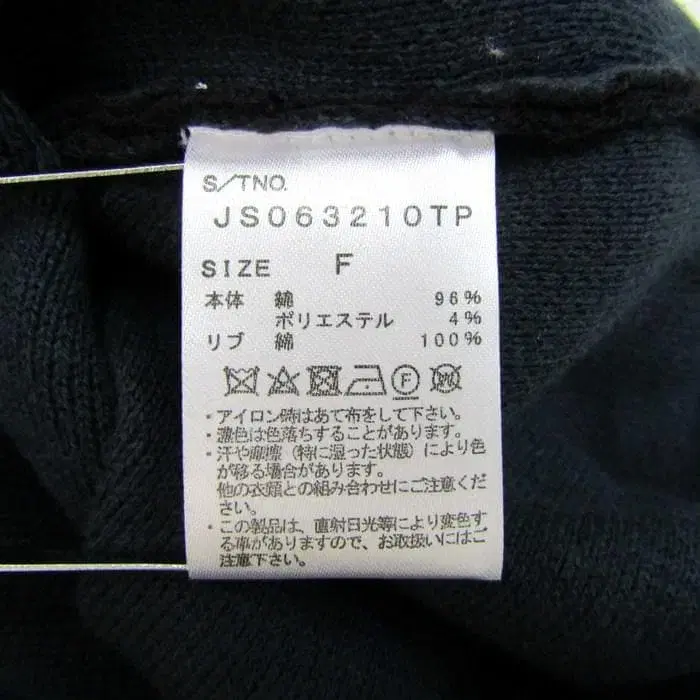 S/TNO.
JS063210TP
SIZE F
本体 綿 96%
ポリエステル 4%
リブ 綿 100%
・アイロン時はあて布をして下さい。
・濃色は色落ちすることがあります。
・汗や摩擦（特に湿った状態）により色
が移る場合があります。
他の衣類との組み合わせにご注意くだ
さい。
・この製品は、直射日光等により変色す
る事がありますので、お取扱いにはご
注意下さい。